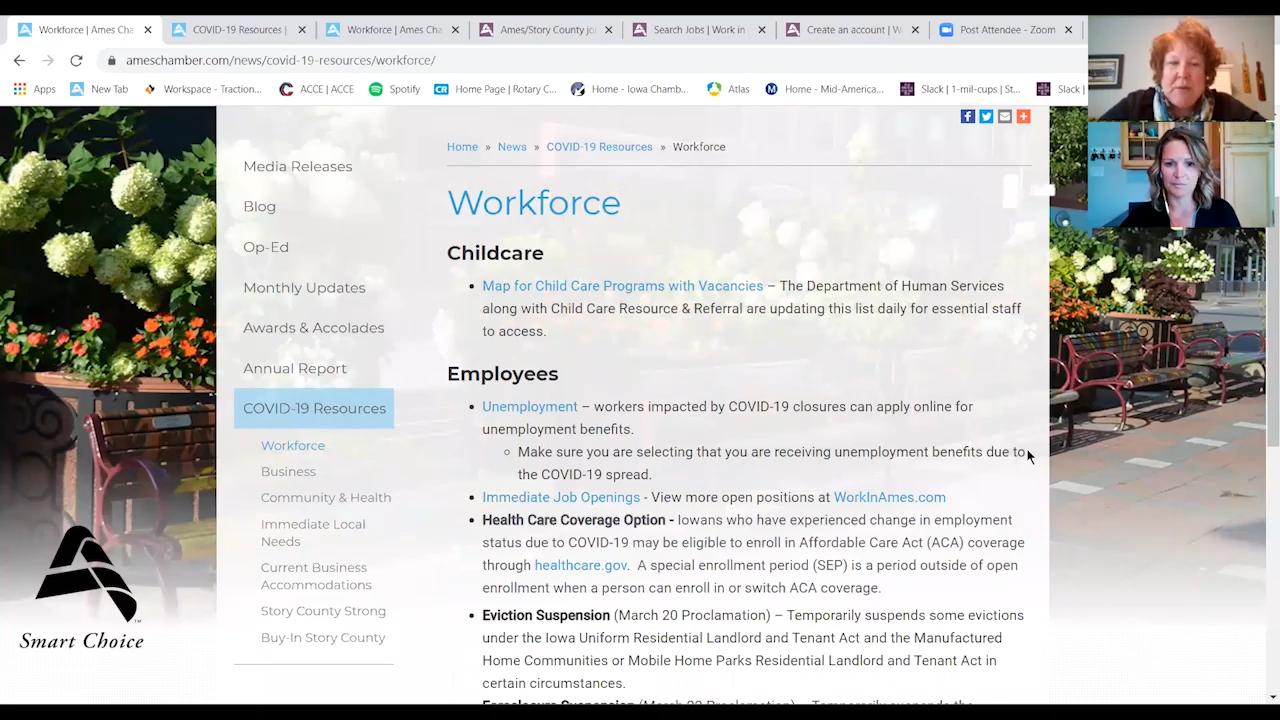 Workforce | Ames Cha
COVID-19 Resources |
Workforce | Ames Cha
Ames/Story County jo
Search Jobs | Work in
Create an account | W
Post Attendee - Zoom
ameschamber.com/news/covid-19-resources/workforce/
Apps
New Tab
Workspace - Traction...
ACCE | ACCE
Spotify
CR Home Page | Rotary C...
Home - Iowa Chamb...
Atlas
M Home - Mid-America...
Slack | 1-mil-cups | St...
Slack |
Home » News » COVID-19 Resources » Workforce
Media Releases
Blog
Op-Ed
Monthly Updates
Awards & Accolades
Annual Report
COVID-19 Resources
Workforce
Business
Community & Health
Immediate Local
Needs
Current Business
Accommodations
Story County Strong
Buy-In Story County
Smart Choice
Workforce
Childcare
• Map for Child Care Programs with Vacancies – The Department of Human Services
along with Child Care Resource & Referral are updating this list daily for essential staff
to access.
Employees
• Unemployment – workers impacted by COVID-19 closures can apply online for
unemployment benefits.
Make sure you are selecting that you are receiving unemployment benefits due to
the COVID-19 spread.
• Immediate Job Openings - View more open positions at WorkInAmes.com
• Health Care Coverage Option - Iowans who have experienced change in employment
status due to COVID-19 may be eligible to enroll in Affordable Care Act (ACA) coverage
through healthcare.gov. A special enrollment period (SEP) is a period outside of open
enrollment when a person can enroll in or switch ACA coverage.
• Eviction Suspension (March 20 Proclamation) – Temporarily suspends some evictions
under the Iowa Uniform Residential Landlord and Tenant Act and the Manufactured
Home Communities or Mobile Home Parks Residential Landlord and Tenant Act in
certain circumstances.